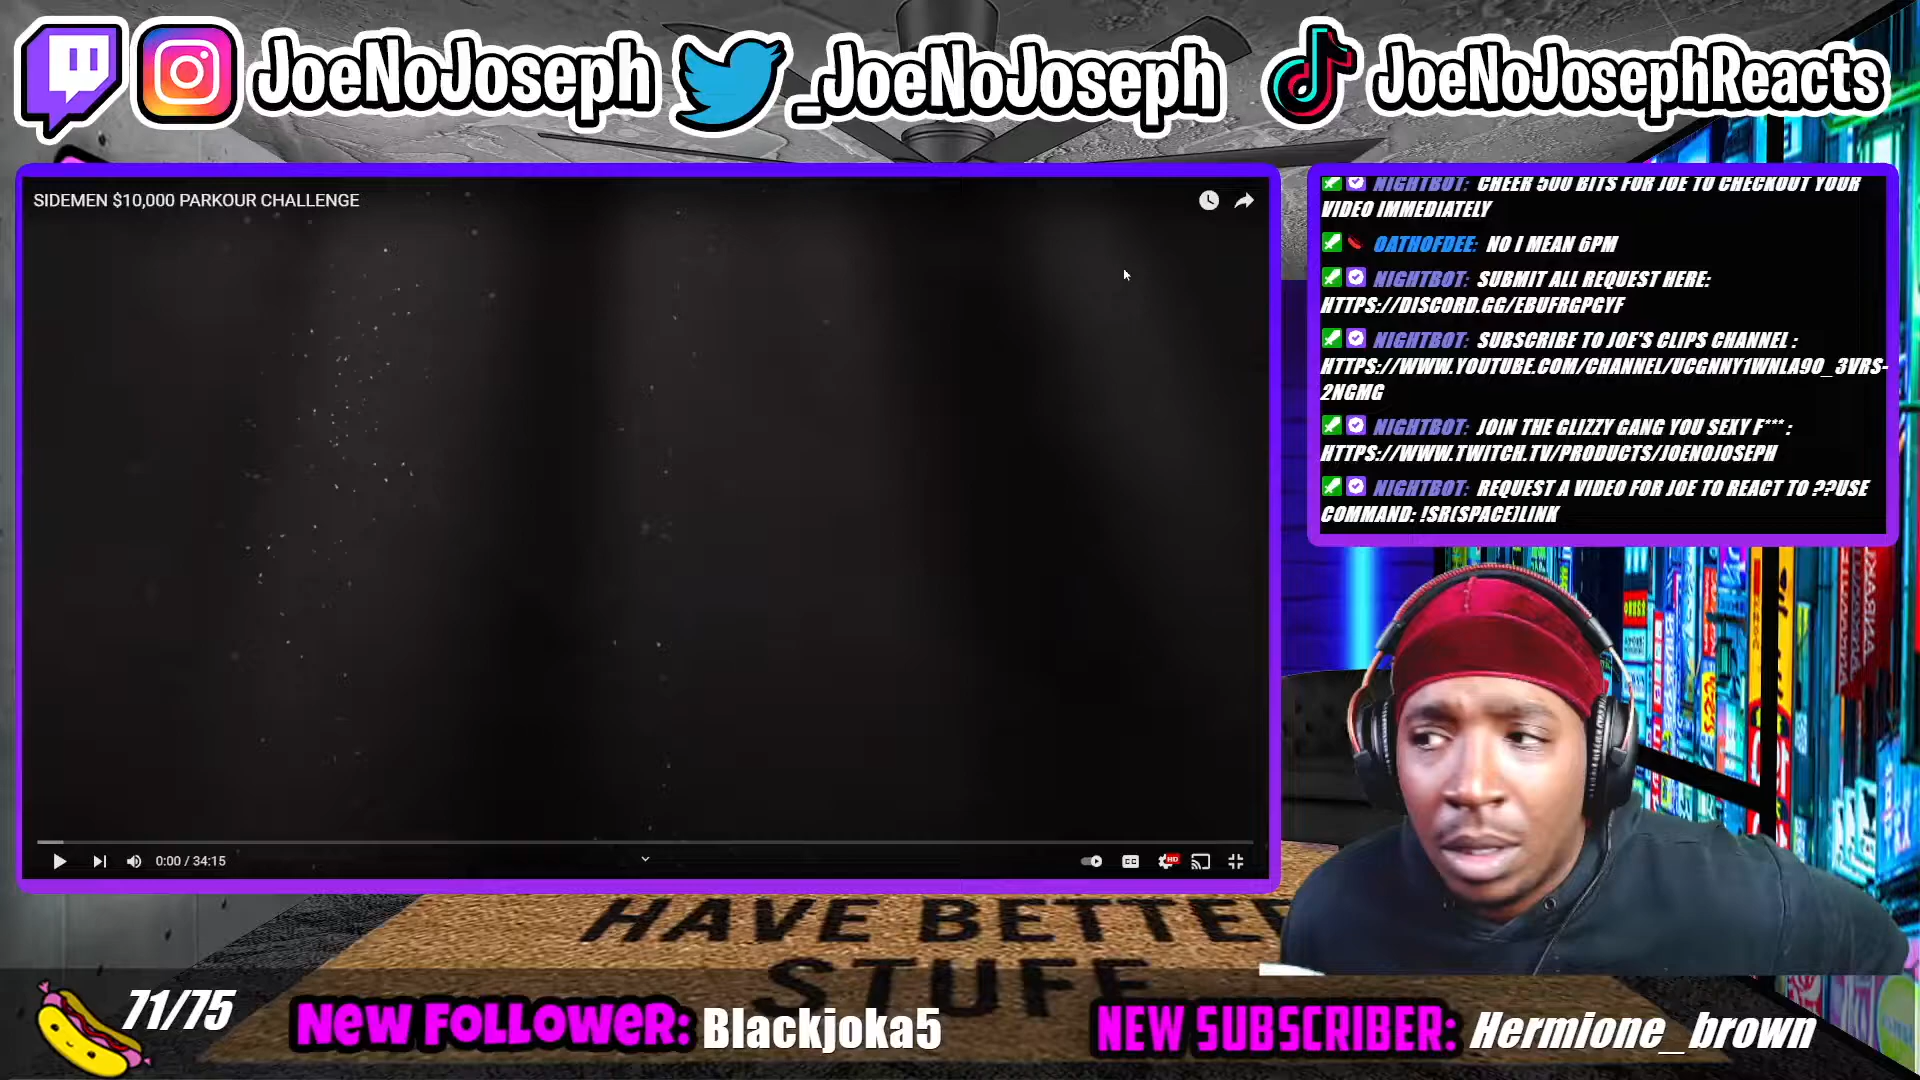 JoeNoJoseph
_JoeNoJoseph
JoeNoJosephReacts
SIDEMEN $10,000 PARKOUR CHALLENGE
NIGHTBOT: CHEER 500 BITS FOR JOE TO CHECKOUT YOUR
VIDEO IMMEDIATELY
OATHOFDEE: NO I MEAN 6PM
NIGHTBOT: SUBMIT ALL REQUEST HERE:
HTTPS://DISCORD.GG/EBUFRGPGYF
NIGHTBOT: SUBSCRIBE TO JOE'S CLIPS CHANNEL :
HTTPS://WWW.YOUTUBE.COM/CHANNEL/UCGNNY1WNLA9O_3VRS-
2NGMG
NIGHTBOT: JOIN THE GLIZZY GANG YOU SEXY F*** :
HTTPS://WWW.TWITCH.TV/PRODUCTS/JOENOJOSEPH
NIGHTBOT: REQUEST A VIDEO FOR JOE TO REACT TO ??USE
COMMAND: !SR(SPACE)LINK
0:00 / 34:15
CC
HD
HAVE BETTE
STUFF
71/75
NEW FOLLOWER: Blackjoka5
NEW SUBSCRIBER: Hermione_brown